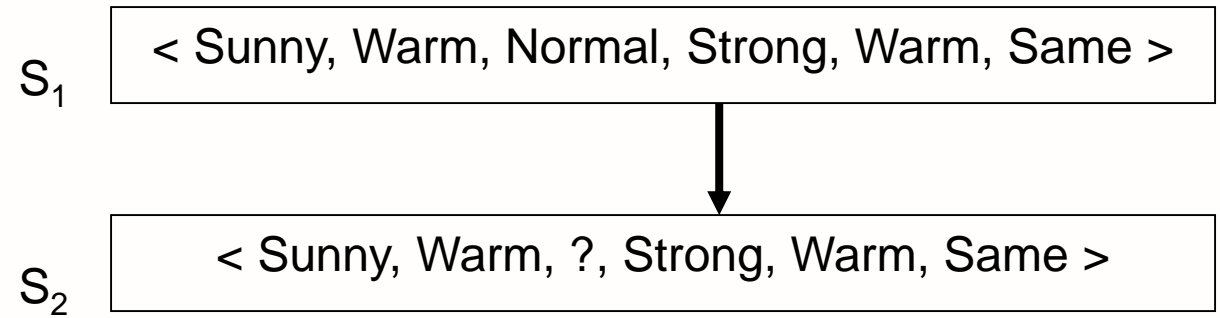 S₁ < Sunny, Warm, Normal, Strong, Warm, Same >
S₂ < Sunny, Warm, ?, Strong, Warm, Same >